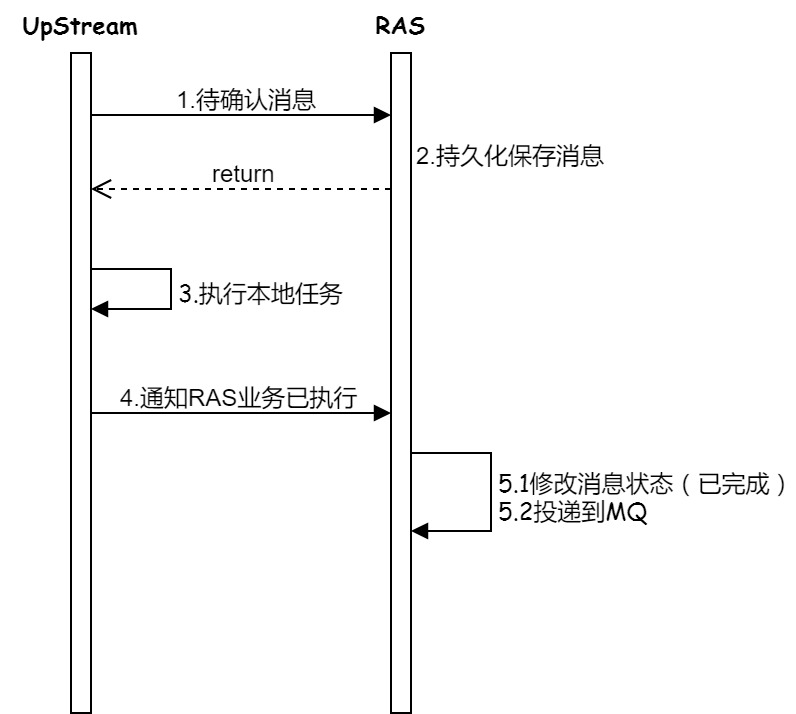 UpStream
RAS
1.待确认消息
2.持久化保存消息
return
3.执行本地任务
4.通知RAS业务已执行
5.1修改消息状态（已完成）
5.2投递到MQ